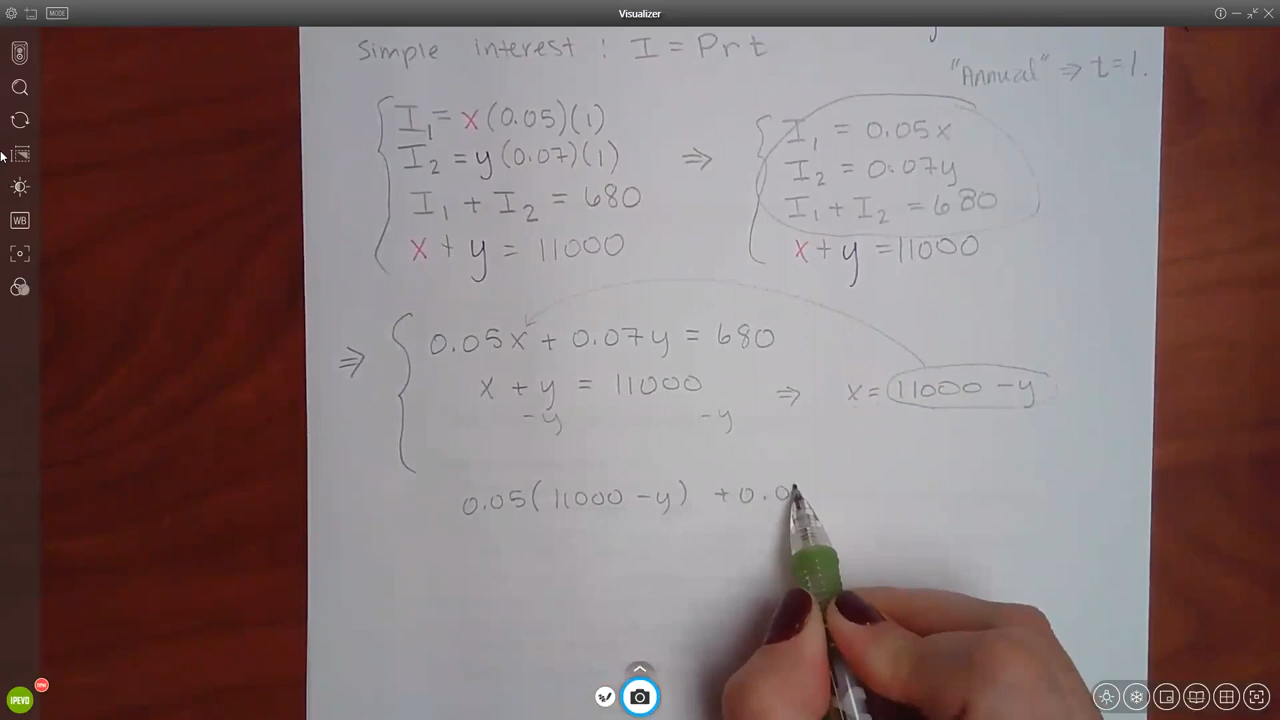 MODE
Visualizer
Simple interest : I = Prt
"Annual" ⇒ t=1.
I₁ = x(0.05)(1)
I₂ = y(0.07)(1)
I₁ + I₂ = 680
x + y = 11000
⇒
I₁ = 0.05x
I₂ = 0.07y
I₁ + I₂ = 680
x + y = 11000
⇒ 0.05x + 0.07y = 680
x + y = 11000 ⇒ x = 11000 - y
-y -y
0.05(11000 - y) + 0.0
WB
IPEVO